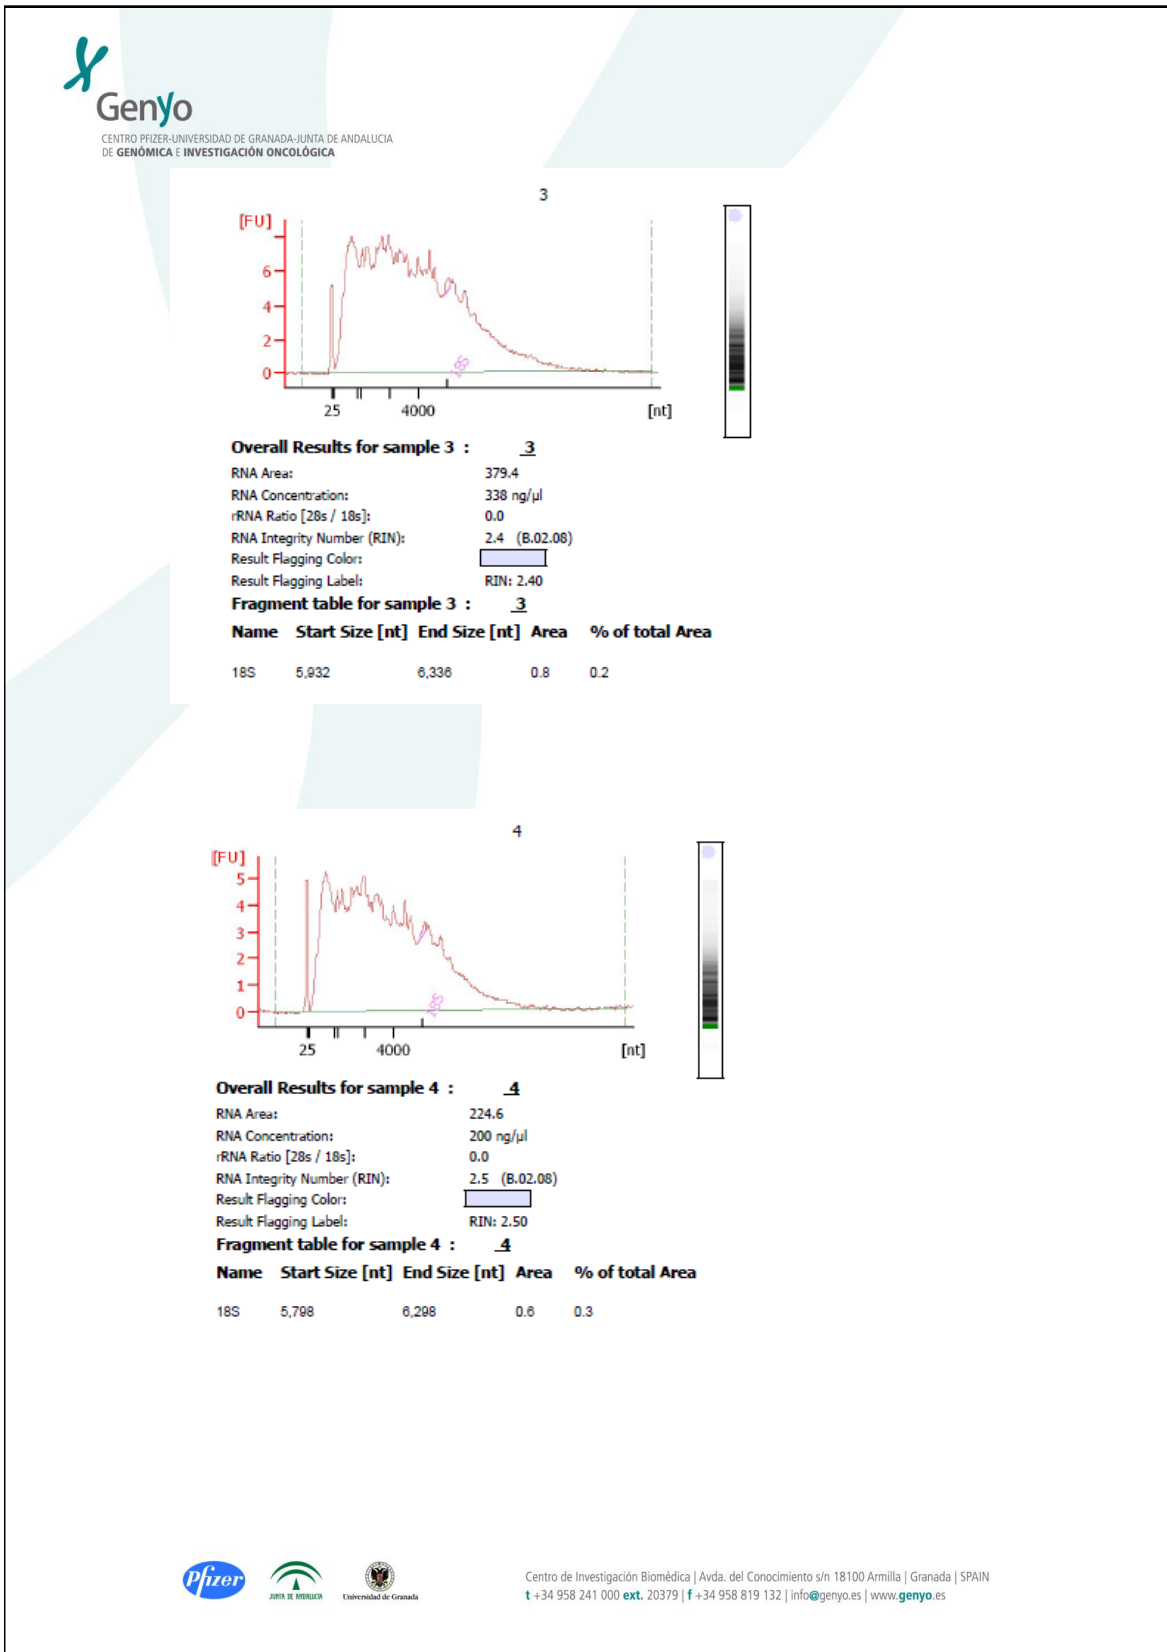 Genyo
CENTRO PFIZER-UNIVERSIDAD DE GRANADA-JUNTA DE ANDALUCIA
DE GENÓMICA E INVESTIGACIÓN ONCOLÓGICA
3
[FU]
6
4
2
0
18S
25 4000 [nt]
Overall Results for sample 3 : 3
RNA Area: 379.4
RNA Concentration: 338 ng/µl
rRNA Ratio [28s / 18s]: 0.0
RNA Integrity Number (RIN): 2.4 (B.02.08)
Result Flagging Color:
Result Flagging Label: RIN: 2.40
Fragment table for sample 3 : 3
Name Start Size [nt] End Size [nt] Area % of total Area
18S 5,932 6,336 0.8 0.2
4
[FU]
5
4
3
2
1
0
18S
25 4000 [nt]
Overall Results for sample 4 : 4
RNA Area: 224.6
RNA Concentration: 200 ng/µl
rRNA Ratio [28s / 18s]: 0.0
RNA Integrity Number (RIN): 2.5 (B.02.08)
Result Flagging Color:
Result Flagging Label: RIN: 2.50
Fragment table for sample 4 : 4
Name Start Size [nt] End Size [nt] Area % of total Area
18S 5,798 6,298 0.6 0.3
Pfizer
JUNTA DE ANDALUCIA
Universidad de Granada
Centro de Investigación Biomédica | Avda. del Conocimiento s/n 18100 Armilla | Granada | SPAIN
t +34 958 241 000 ext. 20379 | f +34 958 819 132 | info@genyo.es | www.genyo.es